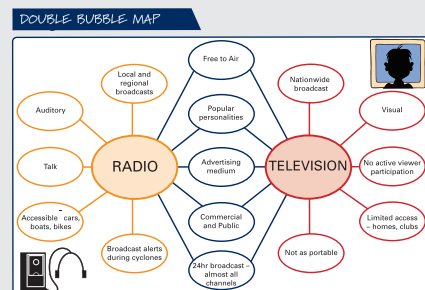 DOUBLE BUBBLE MAP
Free to Air
Local and
regional
broadcasts
Nationwide
broadcast
Auditory
Popular
personalities
Visual
Talk
RADIO
Advertising
medium
TELEVISION
No active viewer
participation
Accessible – cars,
boats, bikes
Commercial
and Public
Limited access
– homes, clubs
Broadcast alerts
during cyclones
Not as portable
24hr broadcast –
almost all
channels